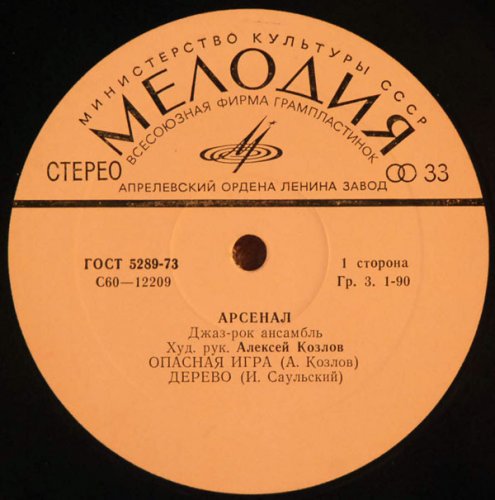 МИНИСТЕРСТВО КУЛЬТУРЫ СССР
МЕЛОДИЯ
ВСЕСОЮЗНАЯ ФИРМА ГРАМПЛАСТИНОК
СТЕРЕО
33
АПРЕЛЕВСКИЙ ОРДЕНА ЛЕНИНА ЗАВОД
ГОСТ 5289-73
1 сторона
С60—12209
Гр. 3. 1-90
АРСЕНАЛ
Джаз-рок ансамбль
Худ. рук. Алексей Козлов
ОПАСНАЯ ИГРА (А. Козлов)
ДЕРЕВО (И. Саульский)